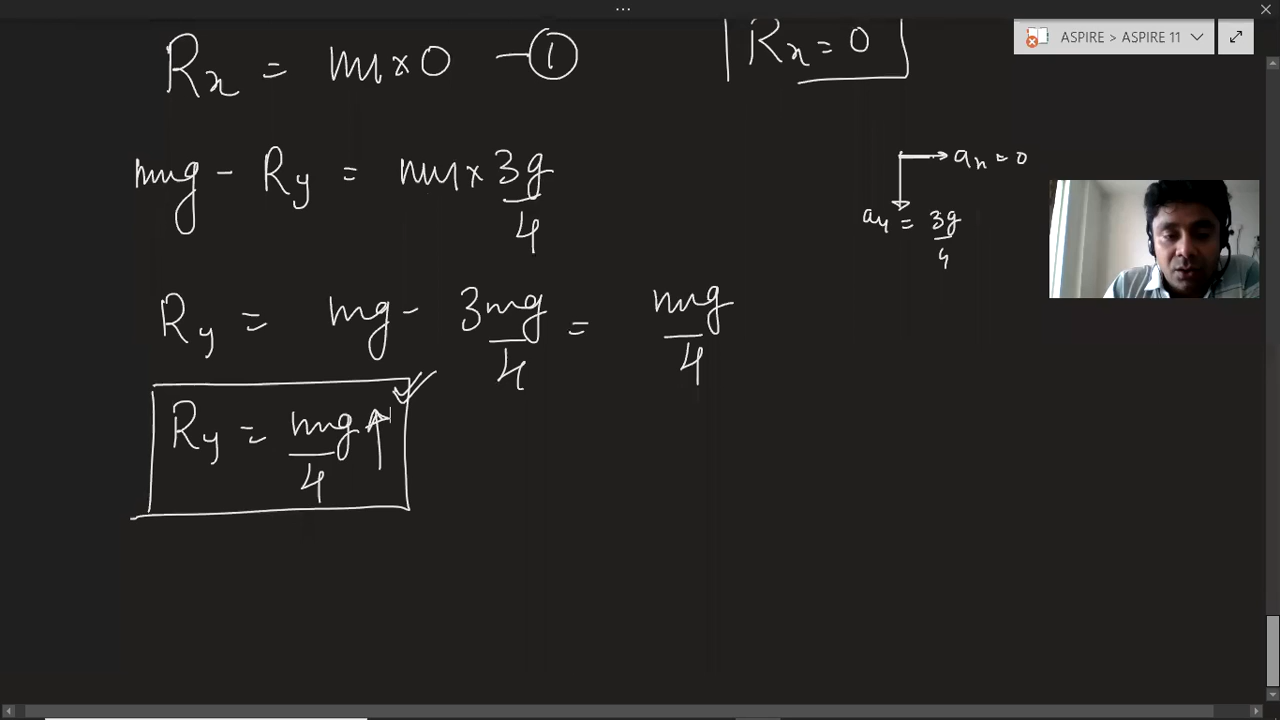 ...
ASPIRE > ASPIRE 11
Rx = m×0 —①
Rx = 0
mg - Ry = m × 3g/4
ax = 0
ay = 3g/4
Ry = mg - 3mg/4 = mg/4
Ry = mg/4 ↑